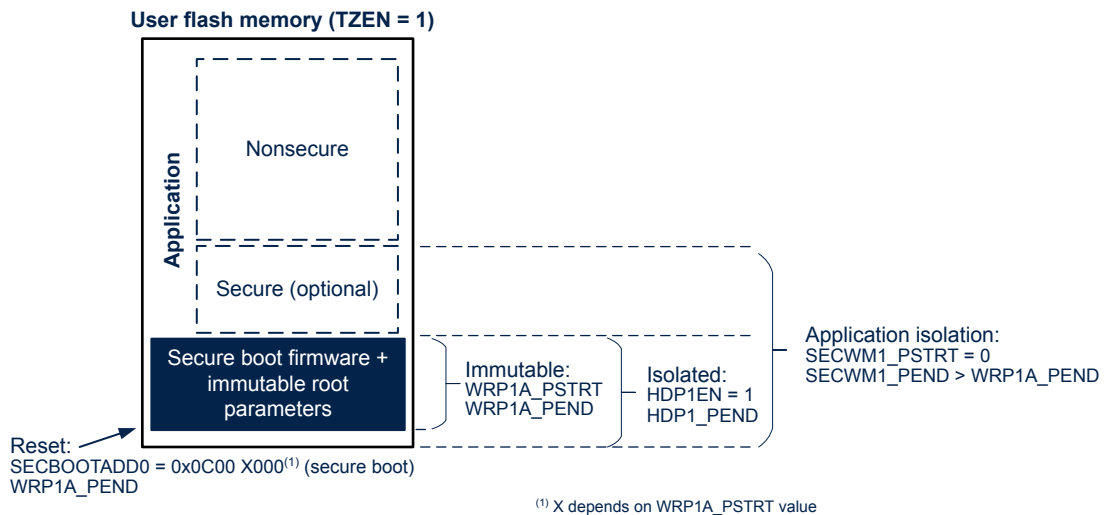 User flash memory (TZEN = 1)
Application
Nonsecure
Secure (optional)
Secure boot firmware +
immutable root
parameters
Immutable:
WRP1A_PSTRT
WRP1A_PEND
Isolated:
HDP1EN = 1
HDP1_PEND
Application isolation:
SECWM1_PSTRT = 0
SECWM1_PEND > WRP1A_PEND
Reset:
SECBOOTADD0 = 0x0C00 X000(1) (secure boot)
WRP1A_PEND
(1) X depends on WRP1A_PSTRT value